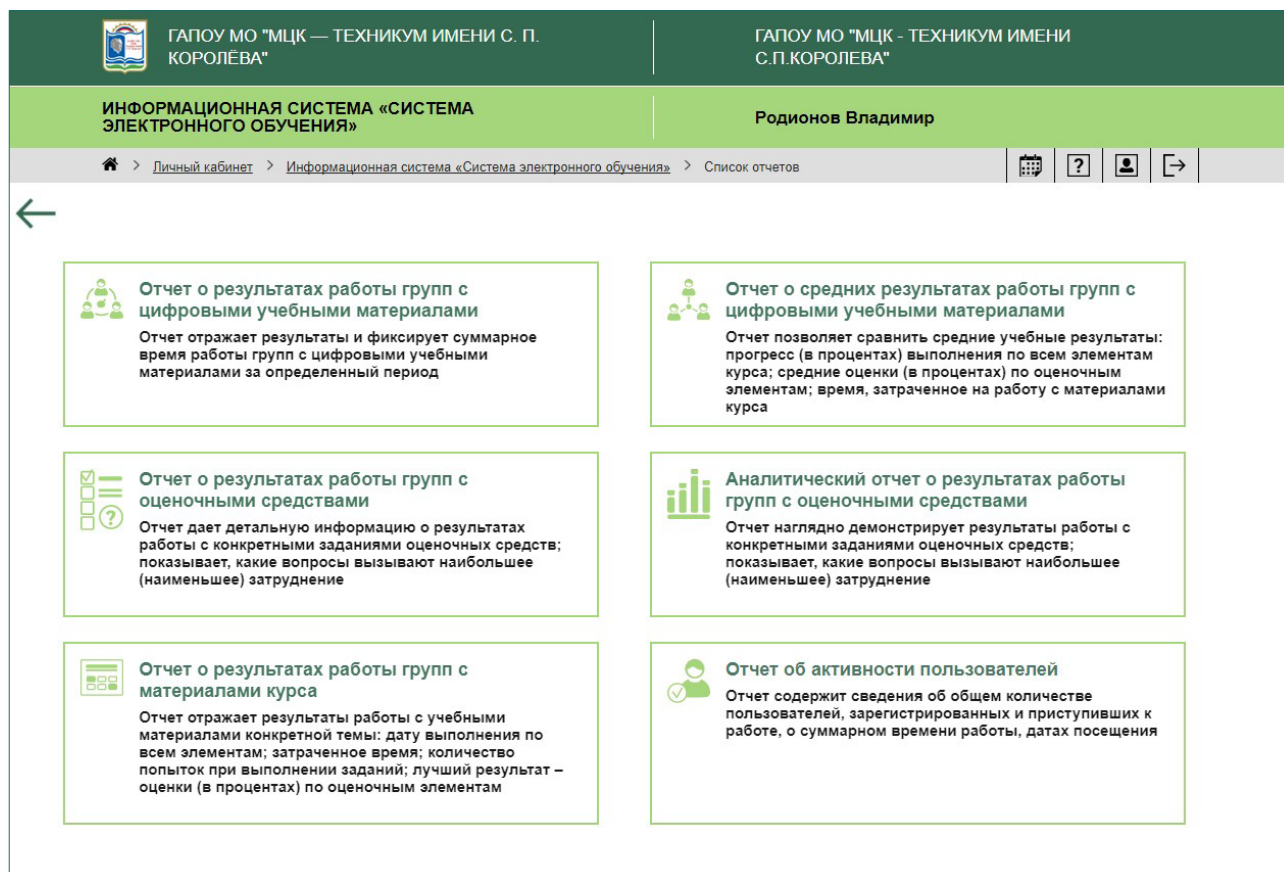 ГАПОУ МО "МЦК — ТЕХНИКУМ ИМЕНИ С. П.
КОРОЛЁВА"
ГАПОУ МО "МЦК - ТЕХНИКУМ ИМЕНИ
С.П.КОРОЛЕВА"
ИНФОРМАЦИОННАЯ СИСТЕМА «СИСТЕМА
ЭЛЕКТРОННОГО ОБУЧЕНИЯ»
Родионов Владимир
> Личный кабинет > Информационная система «Система электронного обучения» > Список отчетов
Отчет о результатах работы групп с
цифровыми учебными материалами
Отчет отражает результаты и фиксирует суммарное
время работы групп с цифровыми учебными
материалами за определенный период
Отчет о средних результатах работы групп с
цифровыми учебными материалами
Отчет позволяет сравнить средние учебные результаты:
прогресс (в процентах) выполнения по всем элементам
курса; средние оценки (в процентах) по оценочным
элементам; время, затраченное на работу с материалами
курса
Отчет о результатах работы групп с
оценочными средствами
Отчет дает детальную информацию о результатах
работы с конкретными заданиями оценочных средств;
показывает, какие вопросы вызывают наибольшее
(наименьшее) затруднение
Аналитический отчет о результатах работы
групп с оценочными средствами
Отчет наглядно демонстрирует результаты работы с
конкретными заданиями оценочных средств;
показывает, какие вопросы вызывают наибольшее
(наименьшее) затруднение
Отчет о результатах работы групп с
материалами курса
Отчет отражает результаты работы с учебными
материалами конкретной темы: дату выполнения по
всем элементам; затраченное время; количество
попыток при выполнении заданий; лучший результат –
оценки (в процентах) по оценочным элементам
Отчет об активности пользователей
Отчет содержит сведения об общем количестве
пользователей, зарегистрированных и приступивших к
работе, о суммарном времени работы, датах посещения